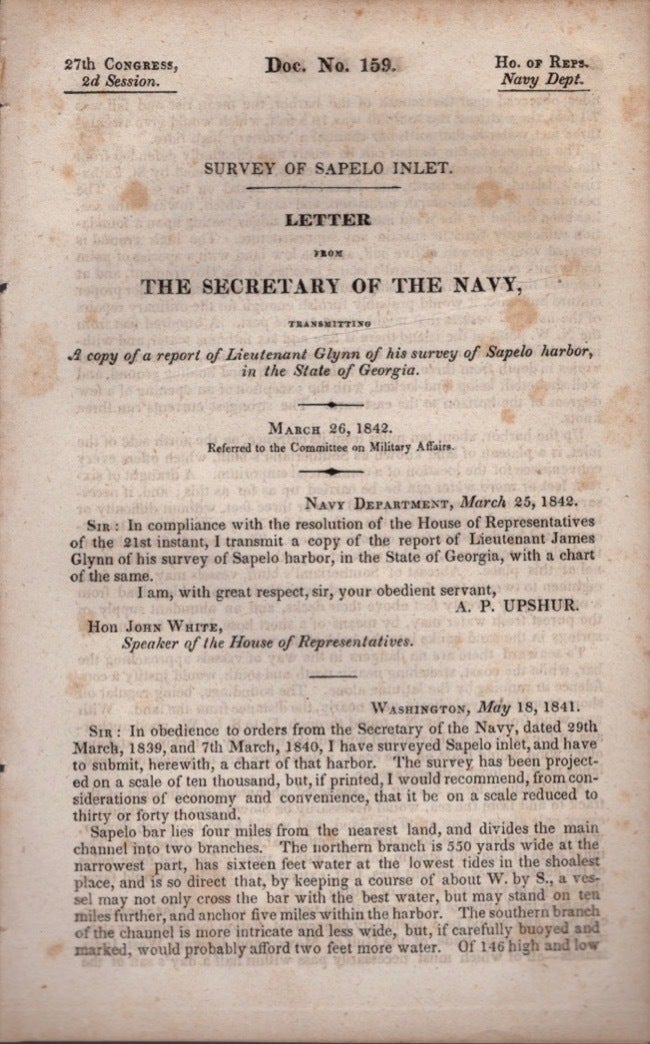 27th Congress,
2d Session.
Doc. No. 159.
Ho. of Reps.
Navy Dept.
SURVEY OF SAPELO INLET.
LETTER
FROM
THE SECRETARY OF THE NAVY,
TRANSMITTING
A copy of a report of Lieutenant Glynn of his survey of Sapelo harbor,
in the State of Georgia.
March 26, 1842.
Referred to the Committee on Military Affairs.
Navy Department, March 25, 1842.
Sir: In compliance with the resolution of the House of Representatives
of the 21st instant, I transmit a copy of the report of Lieutenant James
Glynn of his survey of Sapelo harbor, in the State of Georgia, with a chart
of the same.
I am, with great respect, sir, your obedient servant,
A. P. UPSHUR.
Hon John White,
Speaker of the House of Representatives.
Washington, May 18, 1841.
Sir: In obedience to orders from the Secretary of the Navy, dated 29th
March, 1839, and 7th March, 1840, I have surveyed Sapelo inlet, and have
to submit, herewith, a chart of that harbor. The survey has been project-
ed on a scale of ten thousand, but, if printed, I would recommend, from con-
siderations of economy and convenience, that it be on a scale reduced to
thirty or forty thousand.
Sapelo bar lies four miles from the nearest land, and divides the main
channel into two branches. The northern branch is 550 yards wide at the
narrowest part, has sixteen feet water at the lowest tides in the shoalest
place, and is so direct that, by keeping a course of about W. by S., a ves-
sel may not only cross the bar with the best water, but may stand on ten
miles further, and anchor five miles within the harbor. The southern branch
of the channel is more intricate and less wide, but, if carefully buoyed and
marked, would probably afford two feet more water. Of 146 high and low